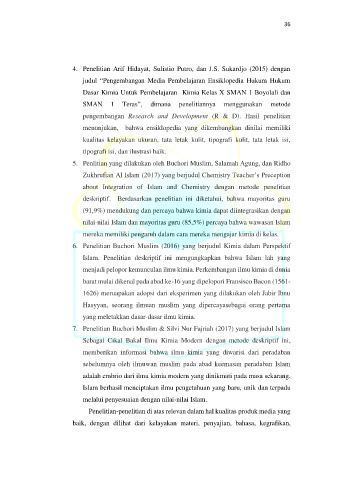 36
4. Penelitian Arif Hidayat, Sulistio Putro, dan J.S. Sukardjo (2015) dengan
judul “Pengembangan Media Pembelajaran Ensiklopedia Hukum Hukum
Dasar Kimia Untuk Pembelajaran Kimia Kelas X SMAN 1 Boyolali dan
SMAN 1 Teras”, dimana penelitiannya menggunakan metode
pengembangan Research and Development (R & D). Hasil penelitian
menunjukan, bahwa ensiklopedia yang dikembangkan dinilai memiliki
kualitas kelayakan ukuran, tata letak kulit, tipografi kulit, tata letak isi,
tipografi isi, dan ilustrasi baik.
5. Penlitian yang dilakukan oleh Buchori Muslim, Salamah Agung, dan Ridho
Zukhrufian Al Islam (2017) yang berjudul Chemistry Teacher’s Preception
about Integration of Islam and Chemistry dengan metode penelitian
deskriptif. Berdasarkan penelitian ini diketahui, bahwa mayoritas guru
(91,9%) mendukung dan percaya bahwa kimia dapat diintegrasikan dengan
nilai-nilai Islam dan mayoritas guru (85,5%) percaya bahwa wawasan Islam
mereka memiliki pengaruh dalam cara mereka mengajar kimia di kelas.
6. Penelitian Buchori Muslim (2016) yang berjudul Kimia dalam Perspektif
Islam. Penelitian deskriptif ini mengungkapkan bahwa Islam lah yang
menjadi pelopor kemunculan ilmu kimia. Perkembangan ilmu kimia di dunia
barat mulai dikenal pada abad ke-16 yang dipelopori Fransisco Bacon (1561-
1626) merupakan adopsi dari eksperimen yang dilakukan oleh Jabir Ibnu
Hayyyan, seorang ilmuan muslim yang dipercayasebagai orang pertama
yang meletakkan dasar-dasar ilmu kimia.
7. Penelitian Buchori Muslim & Silvi Nur Fajriah (2017) yang berjudul Islam
Sebagai Cikal Bakal Ilmu Kimia Modern dengan metode deskriptif ini,
memberikan informasi bahwa ilmu kimia yang diwarisi dari peradaban
sebelumnya oleh ilmuwan muslim pada abad keemasan peradaban Islam
adalah embrio dari ilmu kimia modern yang dinikmati pada masa sekarang.
Islam berhasil menciptakan ilmu pengetahuan yang baru, unik dan terpadu
melalui penyesuaian dengan nilai-nilai Islam.
Penelitian-penelitian di atas relevan dalam hal kualitas produk media yang
baik, dengan dilihat dari kelayakan materi, penyajian, bahasa, kegrafikan,